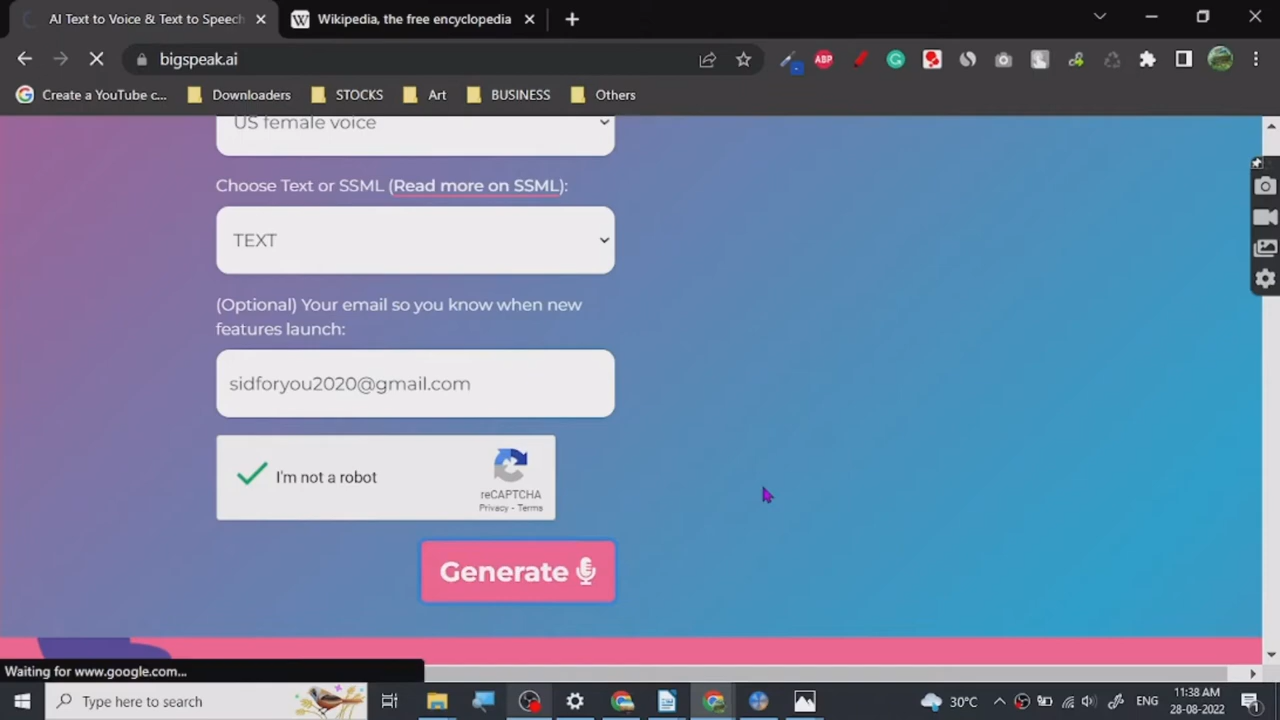 AI Text to Voice & Text to Speech
Wikipedia, the free encyclopedia
bigspeak.ai
ABP
Create a YouTube c...
Downloaders
STOCKS
Art
BUSINESS
Others
US female voice
Choose Text or SSML (Read more on SSML):
TEXT
(Optional) Your email so you know when new
features launch:
sidforyou2020@gmail.com
I'm not a robot
reCAPTCHA
Privacy - Terms
Generate
Waiting for www.google.com...
Type here to search
30°C
ENG
11:38 AM
28-08-2022
1